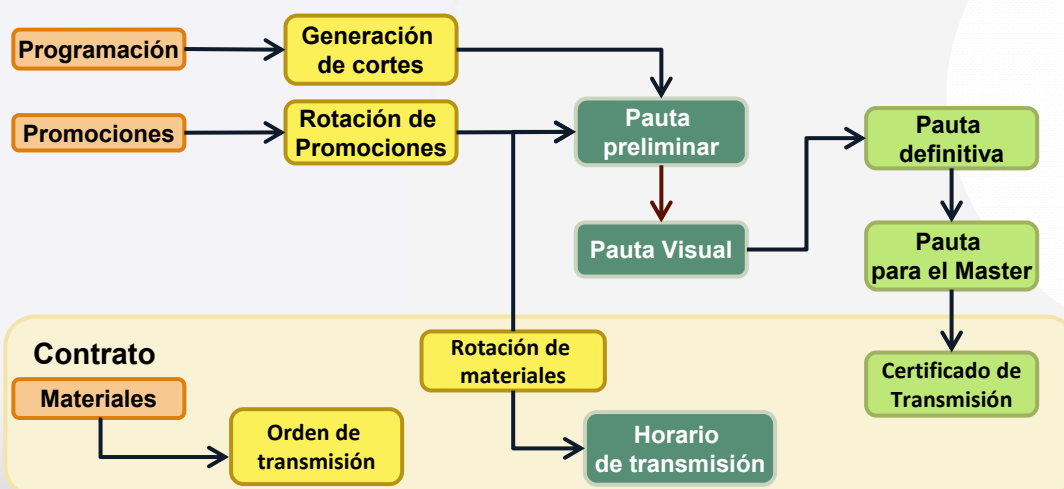 Programación
Generación
de cortes
Promociones
Rotación de
Promociones
Pauta
preliminar
Pauta
definitiva
Pauta Visual
Pauta
para el Master
Contrato
Materiales
Rotación de
materiales
Certificado de
Transmisión
Orden de
transmisión
Horario
de transmisión